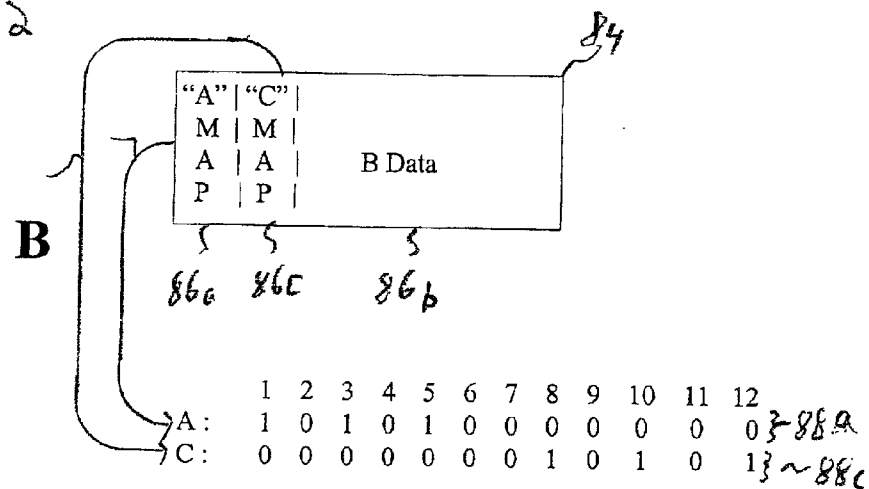 2
84
"A" | "C" |
M | M |
A | A | B Data
P | P |
B
86a 86c 86b
1 2 3 4 5 6 7 8 9 10 11 12
A: 1 0 1 0 1 0 0 0 0 0 0 0 }~88a
C: 0 0 0 0 0 0 0 1 0 1 0 1 }~88c